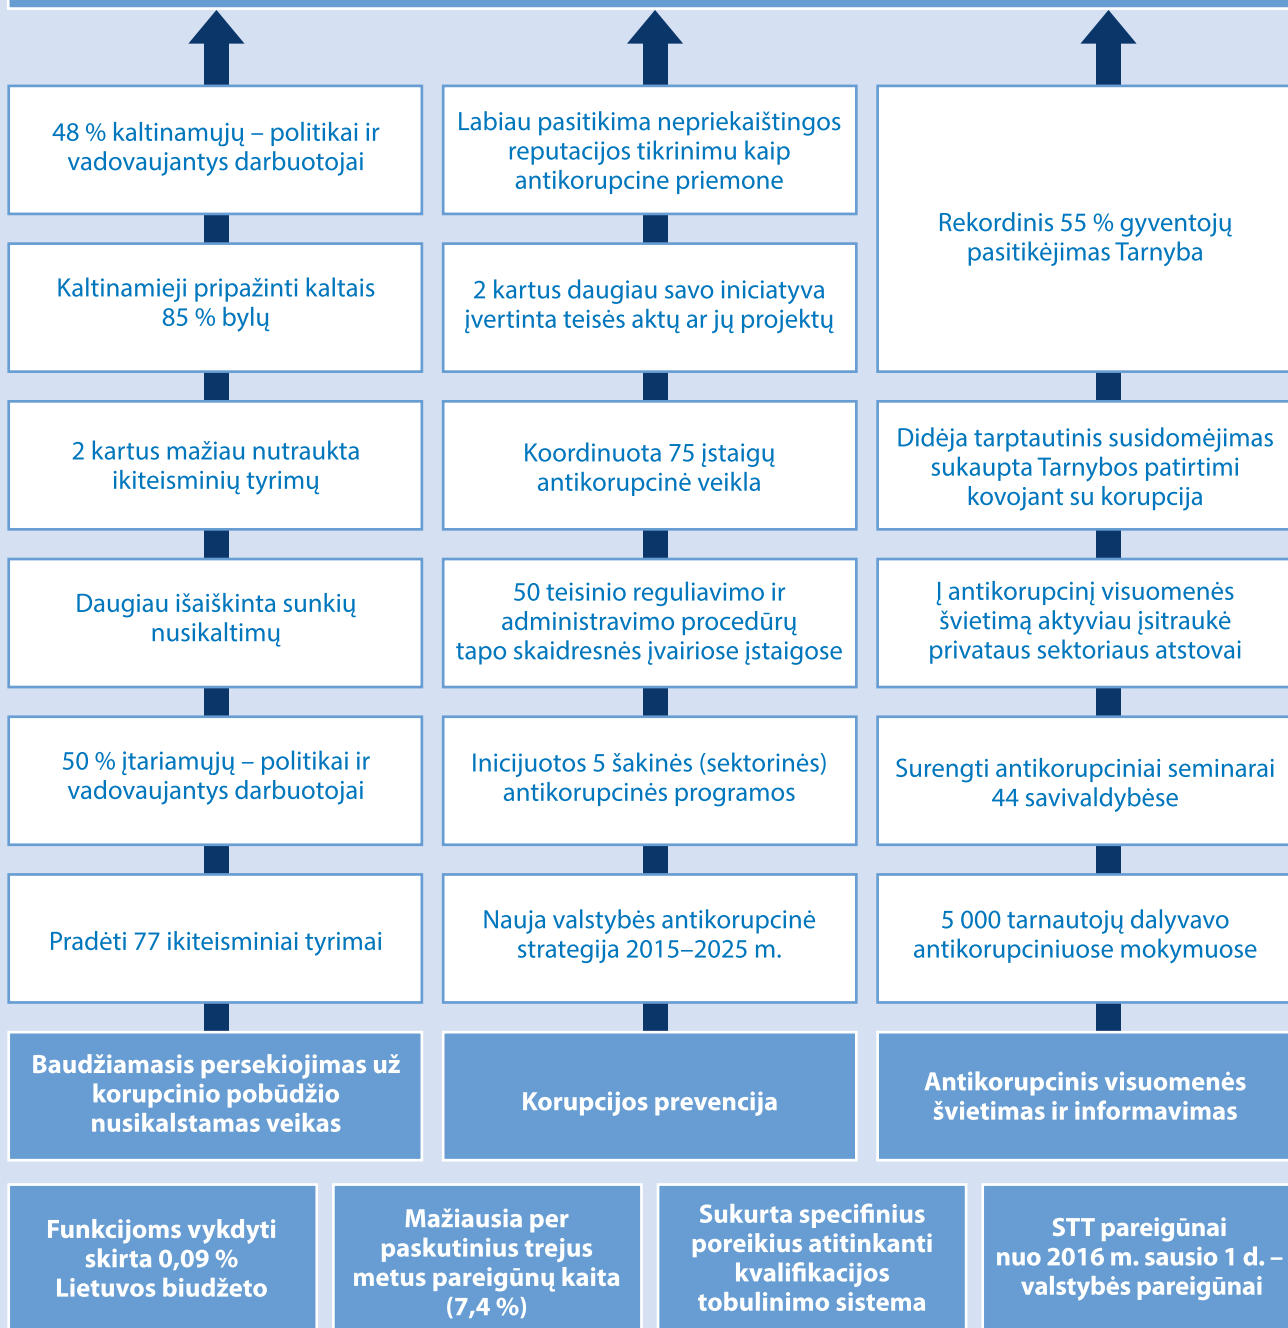 48 % kaltinamųjų – politikai ir
vadovaujantys darbuotojai
Kaltinamieji pripažinti kaltais
85 % bylų
2 kartus mažiau nutraukta
ikiteisminių tyrimų
Daugiau išaiškinta sunkių
nusikaltimų
50 % įtariamųjų – politikai ir
vadovaujantys darbuotojai
Pradėti 77 ikiteisminiai tyrimai
Baudžiamasis persekiojimas už
korupcinio pobūdžio
nusikalstamas veikas
Labiau pasitikima nepriekaištingos
reputacijos tikrinimu kaip
antikorupcine priemone
2 kartus daugiau savo iniciatyva
įvertinta teisės aktų ar jų projektų
Koordinuota 75 įstaigų
antikorupcinė veikla
50 teisinio reguliavimo ir
administravimo procedūrų
tapo skaidresnės įvairiose įstaigose
Inicijuotos 5 šakinės (sektorinės)
antikorupcinės programos
Nauja valstybės antikorupcinė
strategija 2015–2025 m.
Korupcijos prevencija
Rekordinis 55 % gyventojų
pasitikėjimas Tarnyba
Didėja tarptautinis susidomėjimas
sukaupta Tarnybos patirtimi
kovojant su korupcija
Į antikorupcinį visuomenės
švietimą aktyviau įsitraukė
privataus sektoriaus atstovai
Surengti antikorupciniai seminarai
44 savivaldybėse
5 000 tarnautojų dalyvavo
antikorupciniuose mokymuose
Antikorupcinis visuomenės
švietimas ir informavimas
Funkcijoms vykdyti
skirta 0,09 %
Lietuvos biudžeto
Mažiausia per
paskutinius trejus
metus pareigūnų kaita
(7,4 %)
Sukurta specifinius
poreikius atitinkanti
kvalifikacijos
tobulinimo sistema
STT pareigūnai
nuo 2016 m. sausio 1 d. –
valstybės pareigūnai